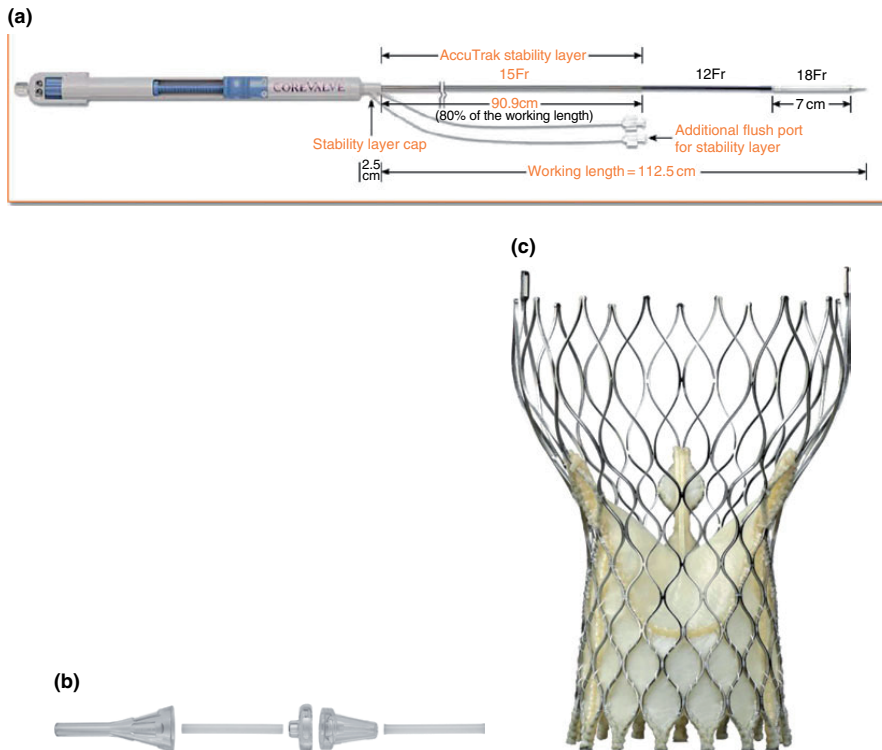 (a)
AccuTrak stability layer
15Fr
12Fr
18Fr
COREVALVE
90.9cm
(80% of the working length)
7 cm
Stability layer cap
Additional flush port
for stability layer
2.5
cm
Working length = 112.5 cm
(c)
(b)